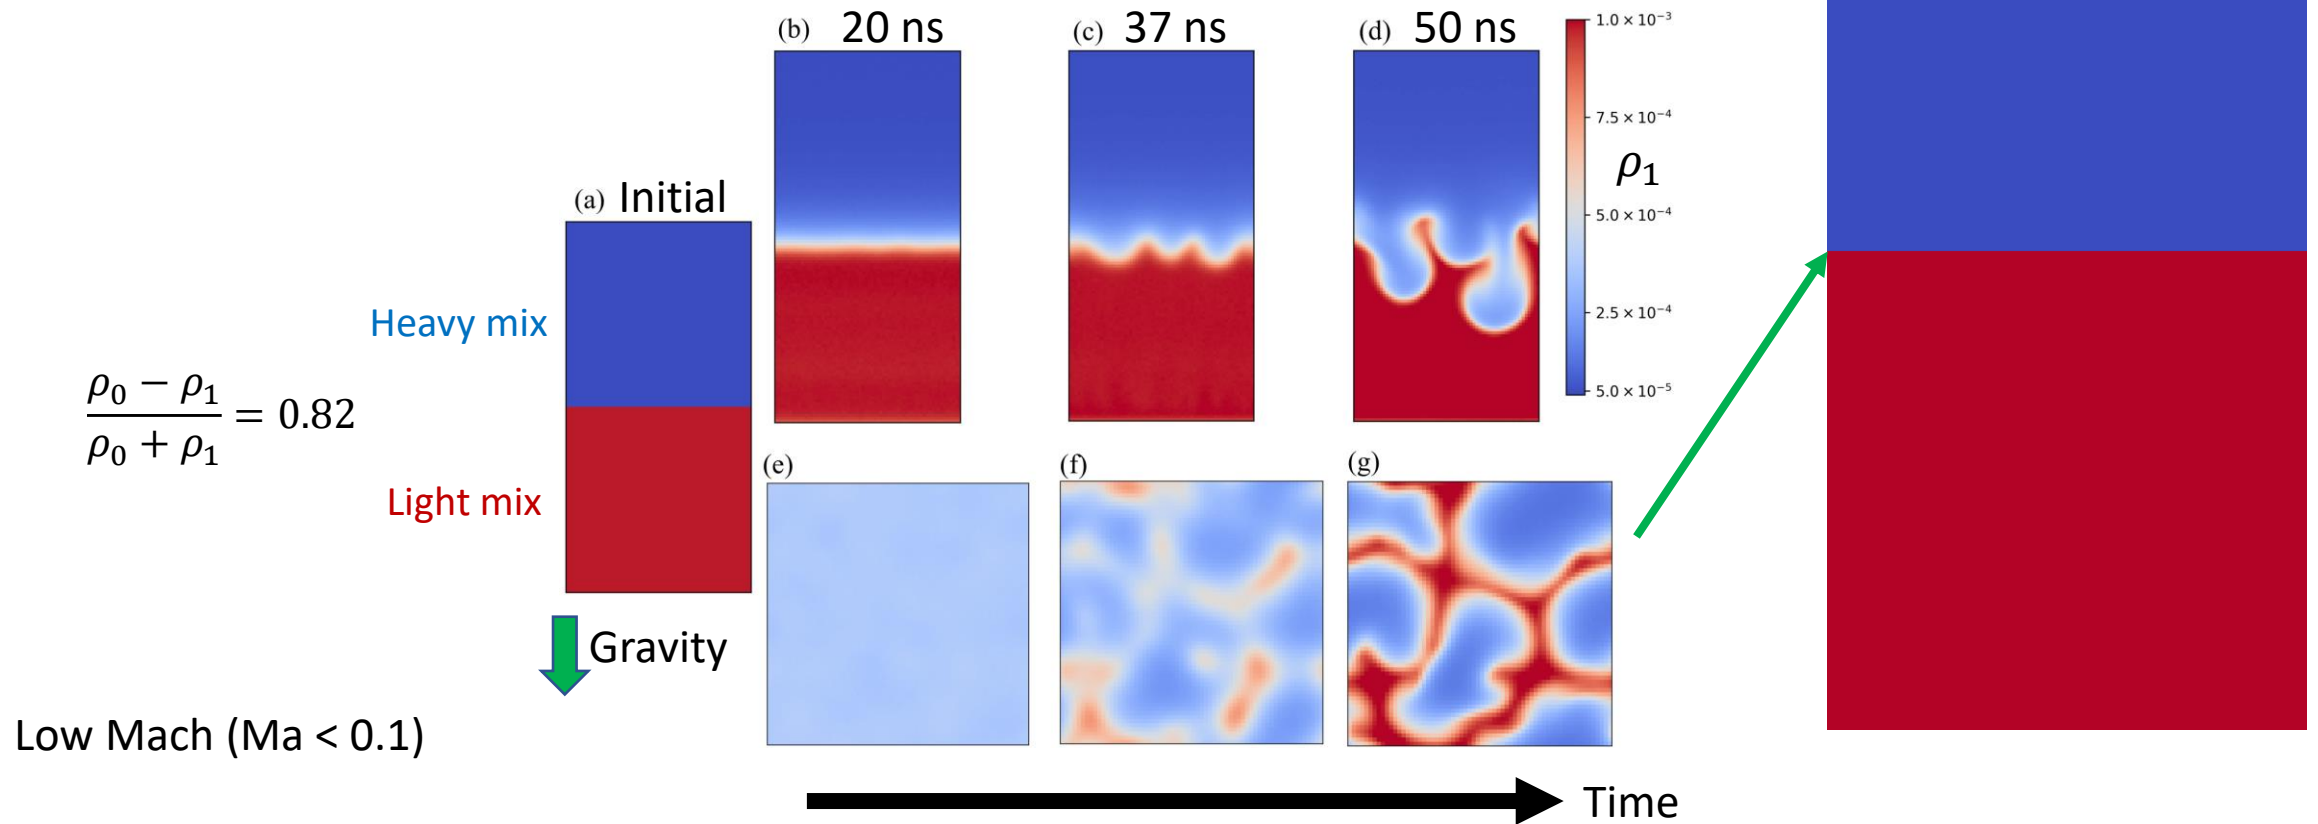 (b) 20 ns
(c) 37 ns
(d) 50 ns
1.0 × 10⁻³
7.5 × 10⁻⁴
ρ₁
5.0 × 10⁻⁴
2.5 × 10⁻⁴
5.0 × 10⁻⁵
(a) Initial
Heavy mix
Light mix
ρ₀ − ρ₁
ρ₀ + ρ₁
= 0.82
Gravity
(e)
(f)
(g)
Low Mach (Ma < 0.1)
Time